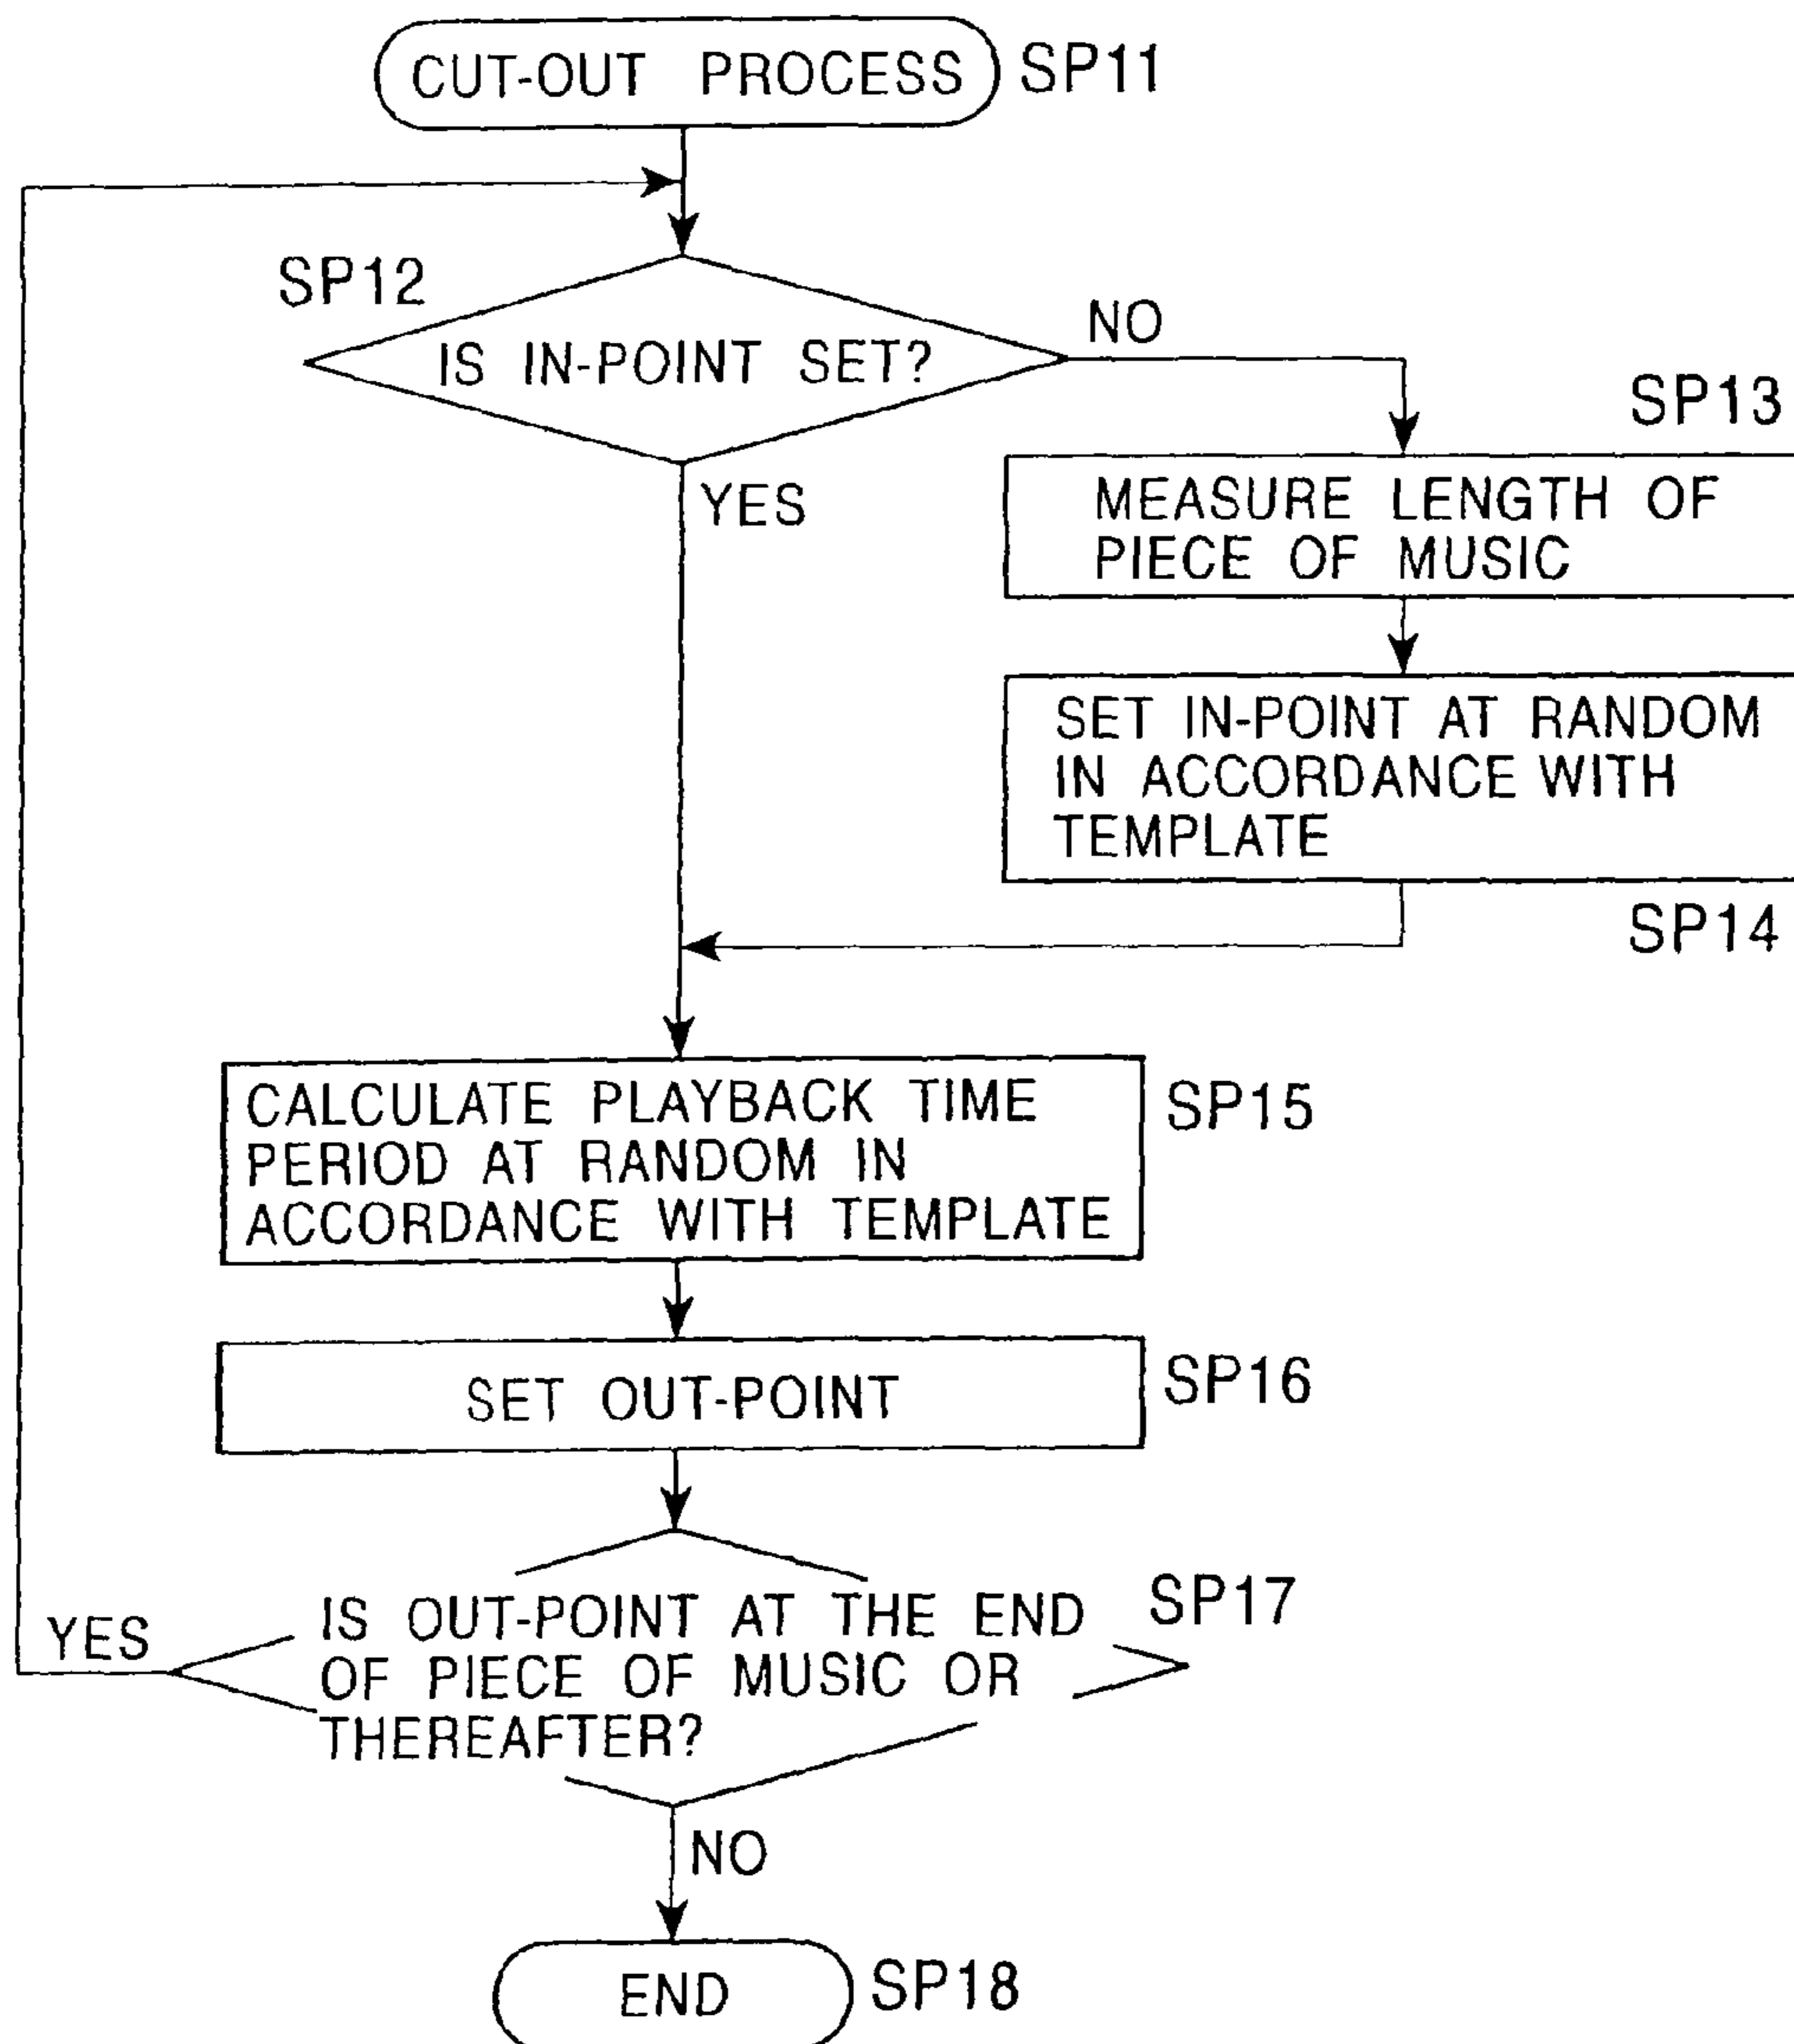 CUT-OUT PROCESS
SP11
SP12
IS IN-POINT SET?
NO
YES
SP13
MEASURE LENGTH OF
PIECE OF MUSIC
SET IN-POINT AT RANDOM
IN ACCORDANCE WITH
TEMPLATE
SP14
CALCULATE PLAYBACK TIME
PERIOD AT RANDOM IN
ACCORDANCE WITH TEMPLATE
SP15
SET OUT-POINT
SP16
IS OUT-POINT AT THE END
OF PIECE OF MUSIC OR
THEREAFTER?
SP17
YES
NO
END
SP18